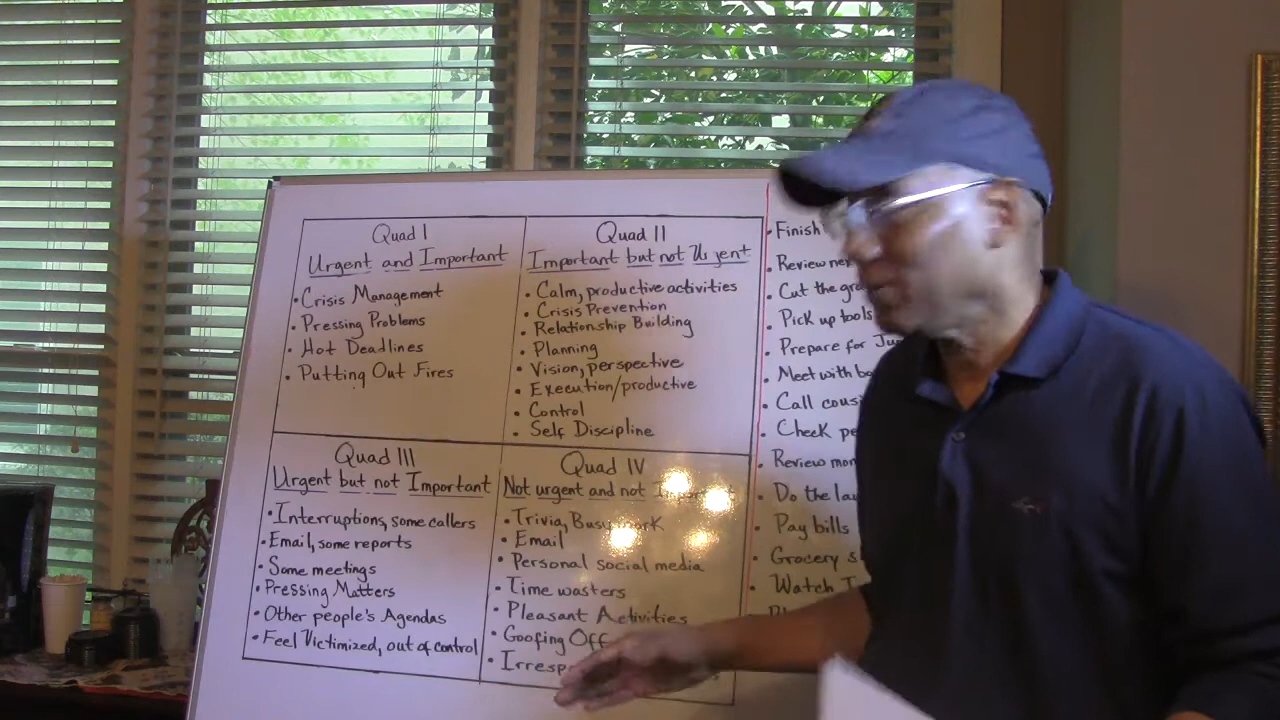 Quad I
Urgent and Important
• Crisis Management
• Pressing Problems
• Hot Deadlines
• Putting Out Fires
Quad II
Important but not Urgent
• Calm, productive activities
• Crisis Prevention
• Relationship Building
• Planning
• Vision, perspective
• Execution/productive
• Control
• Self Discipline
Quad III
Urgent but not Important
• Interruptions, some callers
• Email, some reports
• Some meetings
• Pressing Matters
• Other people's Agendas
• Feel Victimized, out of control
Quad IV
Not urgent and not
• Trivia, Busy work
• Email
• Personal social media
• Time wasters
• Pleasant Activities
• Goofing Off
•
• Finish
• Review
• Cut the
• Pick up tools
• Prepare for
• Meet with
• Call
• Check
• Review
• Do the
• Pay bills
• Grocery
• Watch